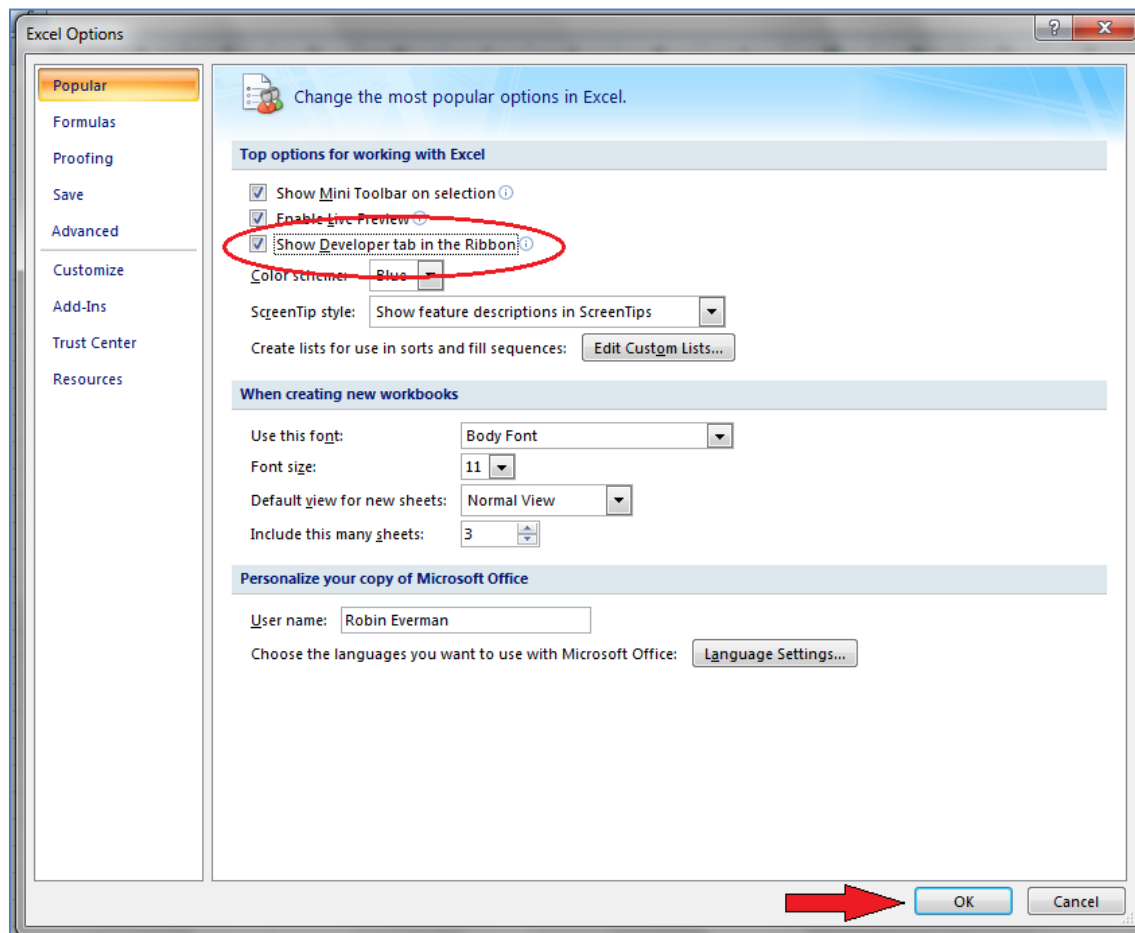 Excel Options
Popular
Formulas
Proofing
Save
Advanced
Customize
Add-Ins
Trust Center
Resources
Change the most popular options in Excel.
Top options for working with Excel
Show Mini Toolbar on selection
Enable Live Preview
Show Developer tab in the Ribbon
Color scheme: Blue
ScreenTip style: Show feature descriptions in ScreenTips
Create lists for use in sorts and fill sequences: Edit Custom Lists...
When creating new workbooks
Use this font: Body Font
Font size: 11
Default view for new sheets: Normal View
Include this many sheets: 3
Personalize your copy of Microsoft Office
User name: Robin Everman
Choose the languages you want to use with Microsoft Office: Language Settings...
OK Cancel